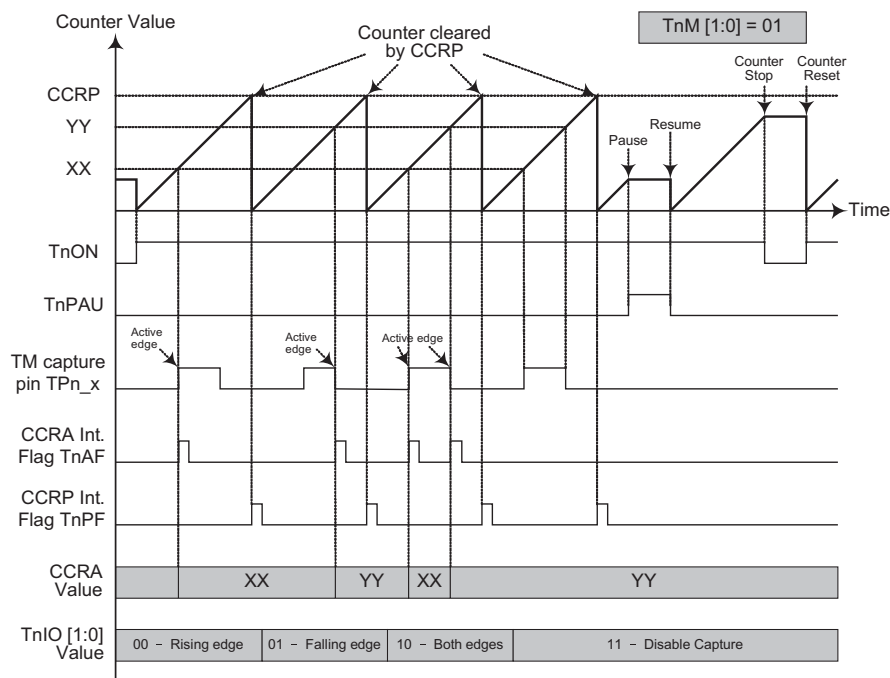 Counter Value
TnM [1:0] = 01
Counter cleared
by CCRP
Counter
Stop
Counter
Reset
CCRP
YY
XX
Pause
Resume
Time
TnON
TnPAU
Active
edge
Active
edge
Active edge
TM capture
pin TPn_x
CCRA Int.
Flag TnAF
CCRP Int.
Flag TnPF
CCRA
Value
XX
YY
XX
YY
TnIO [1:0]
Value
00 – Rising edge
01 – Falling edge
10 – Both edges
11 – Disable Capture